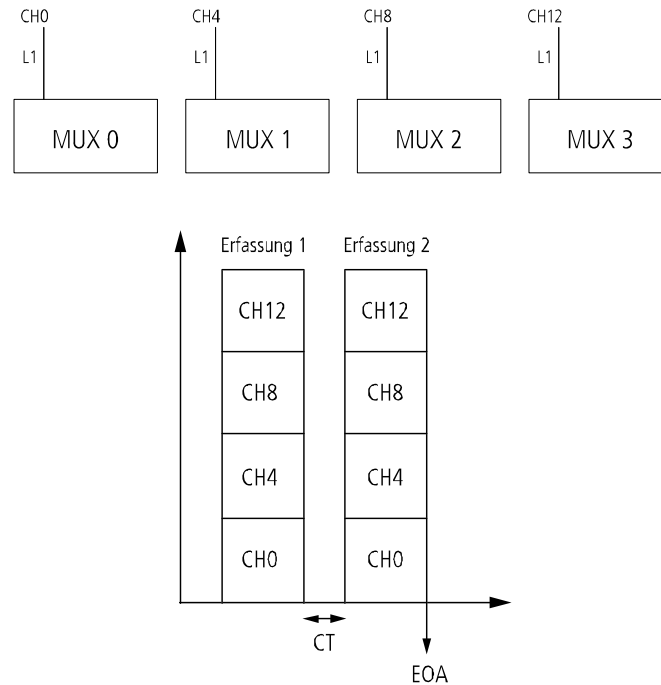 CH0 CH4 CH8 CH12
L1 L1 L1 L1
MUX 0 MUX 1 MUX 2 MUX 3
Erfassung 1 Erfassung 2
CH12 CH12
CH8 CH8
CH4 CH4
CH0 CH0
CT
EOA